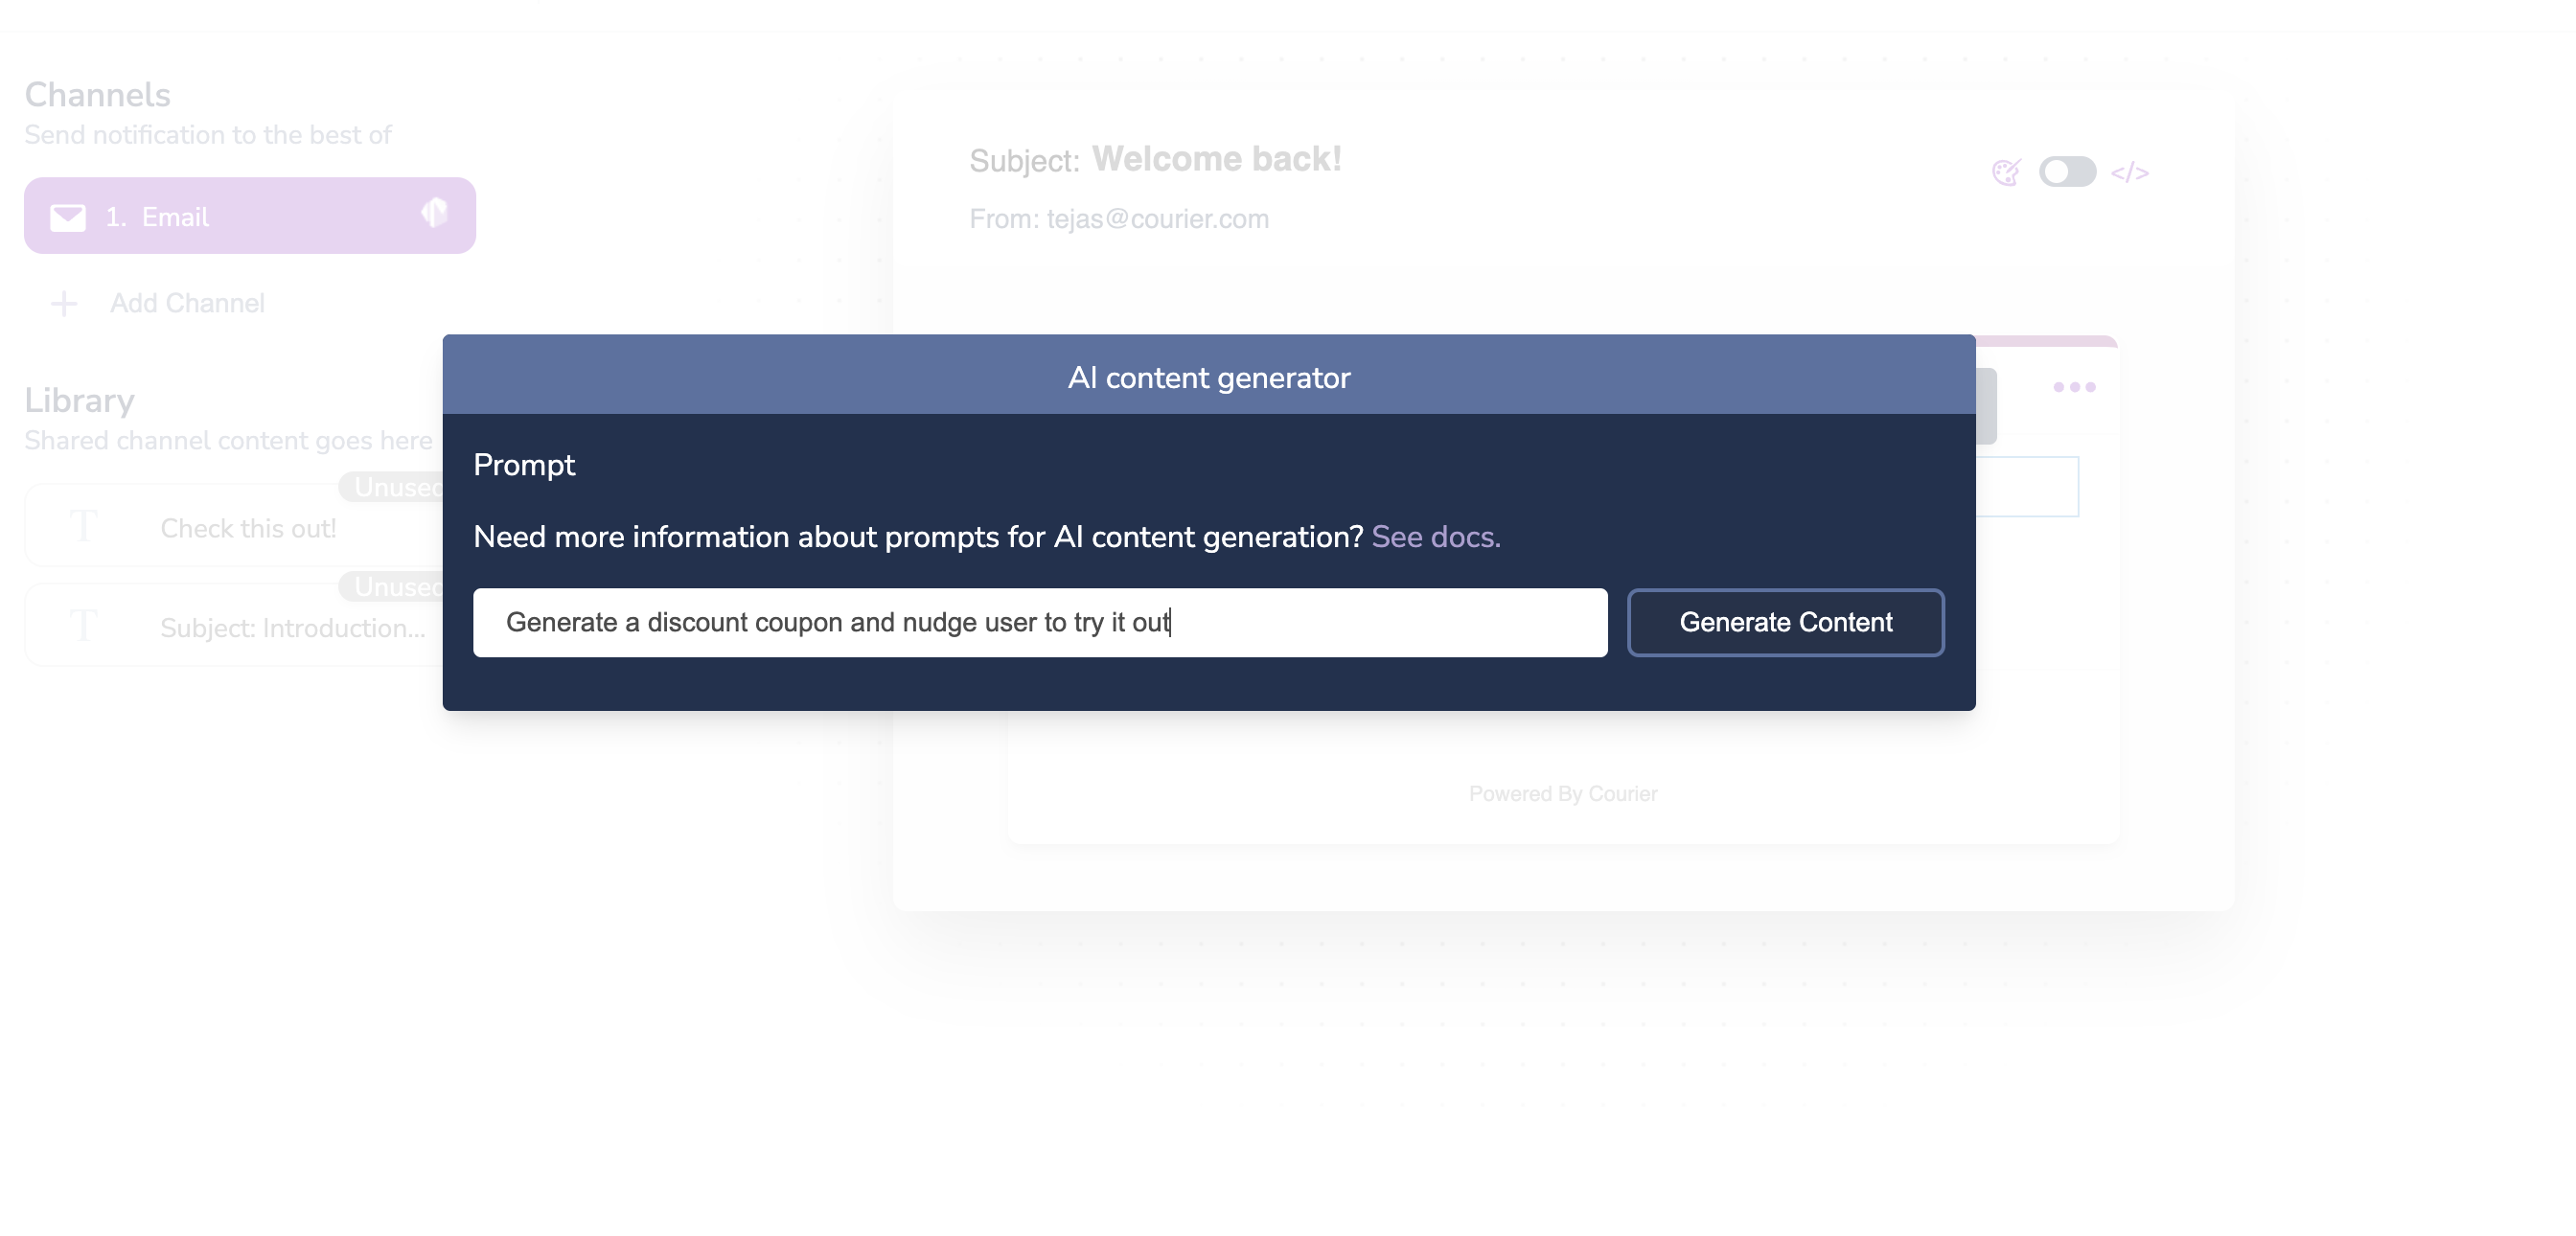 Channels
Send notification to the best of
1. Email
Add Channel
Library
Shared channel content goes here
Unused
T Check this out!
Unused
T Subject: Introduction...
Subject: Welcome back!
From: tejas@courier.com
</>
AI content generator
Prompt
Need more information about prompts for AI content generation? See docs.
Generate a discount coupon and nudge user to try it out
Generate Content
Powered By Courier